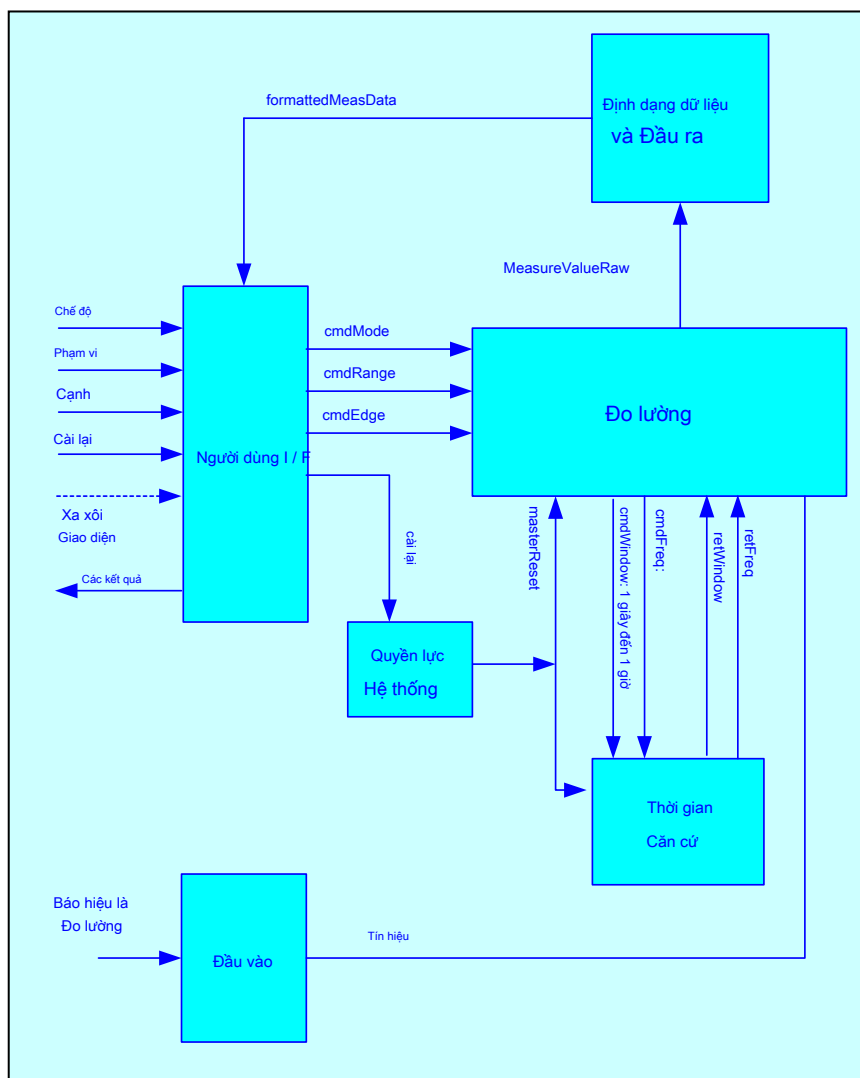 formattedMeasData
Định dạng dữ liệu
và Đầu ra
MeasureValueRaw
Chế độ
Phạm vi
Cạnh
Cài lại
Xa xôi
Giao diện
Các kết quả
Người dùng I / F
cmdMode
cmdRange
cmdEdge
Đo lường
cài lại
Quyền lực
Hệ thống
masterReset
cmdWindow: 1 giây đến 1 giờ
cmdFreq:
retWindow
retFreq
Thời gian
Căn cứ
Báo hiệu là
Đo lường
Đầu vào
Tín hiệu